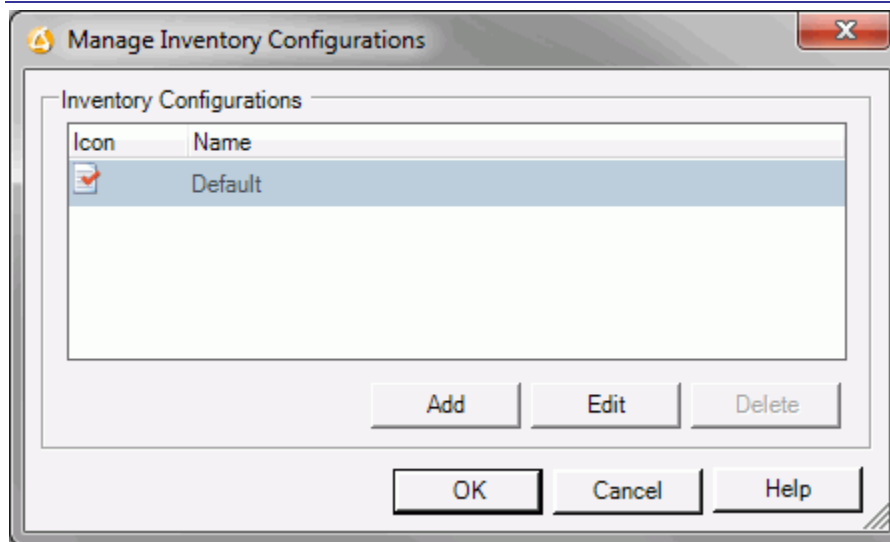 Manage Inventory Configurations
Inventory Configurations
Icon Name
Default
Add Edit Delete
OK Cancel Help